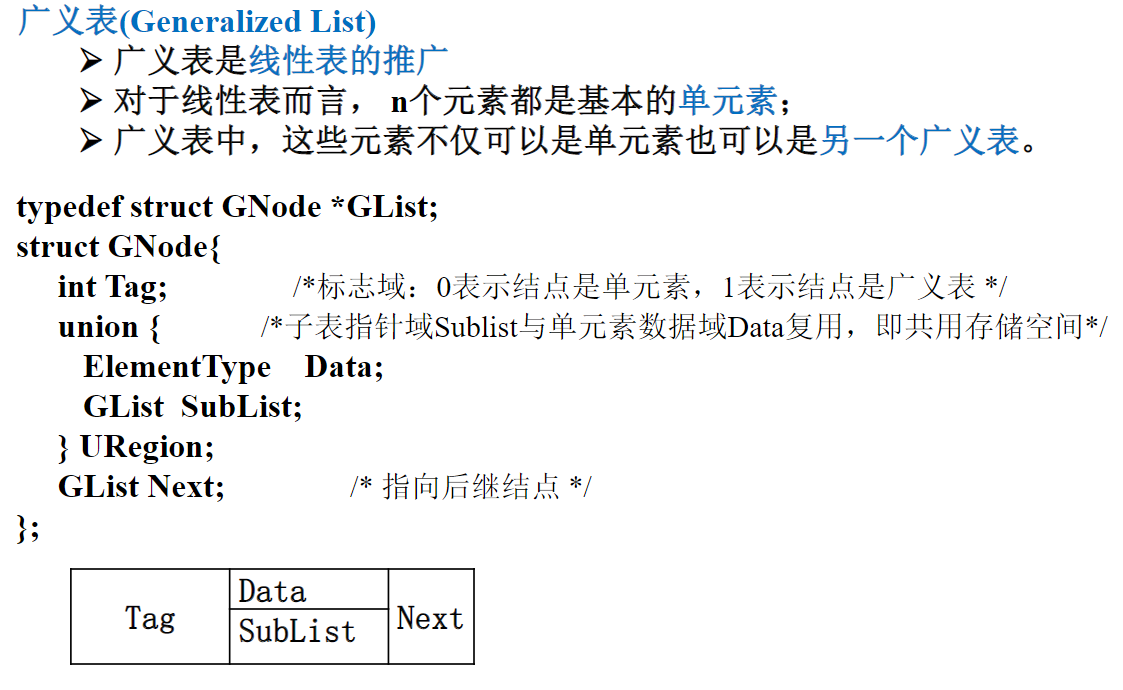 广义表(Generalized List)
➢ 广义表是线性表的推广
➢ 对于线性表而言， n个元素都是基本的单元素；
➢ 广义表中，这些元素不仅可以是单元素也可以是另一个广义表。
typedef struct GNode *GList;
struct GNode{
int Tag; /*标志域：0表示结点是单元素，1表示结点是广义表 */
union { /*子表指针域Sublist与单元素数据域Data复用，即共用存储空间*/
ElementType Data;
GList SubList;
} URegion;
GList Next; /* 指向后继结点 */
};
Tag
Data
SubList
Next